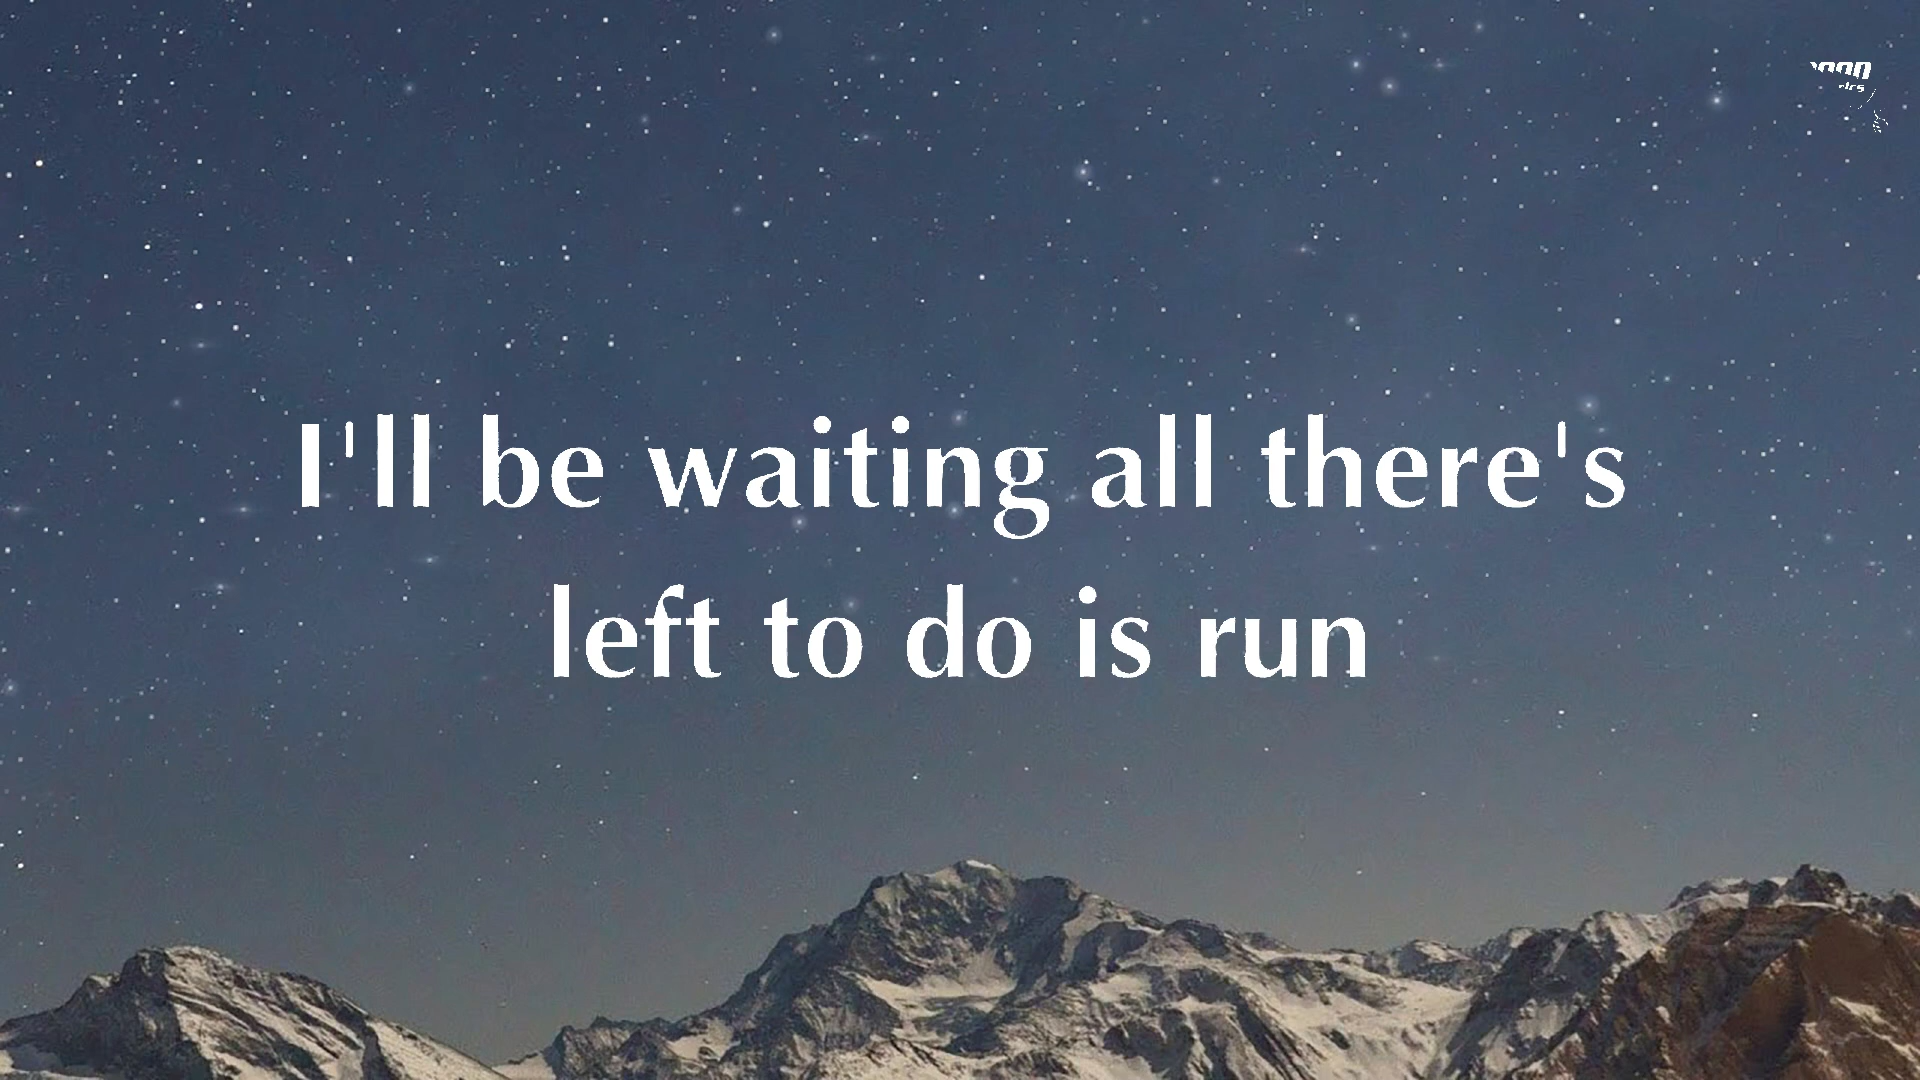 I'll be waiting all there's
left to do is run